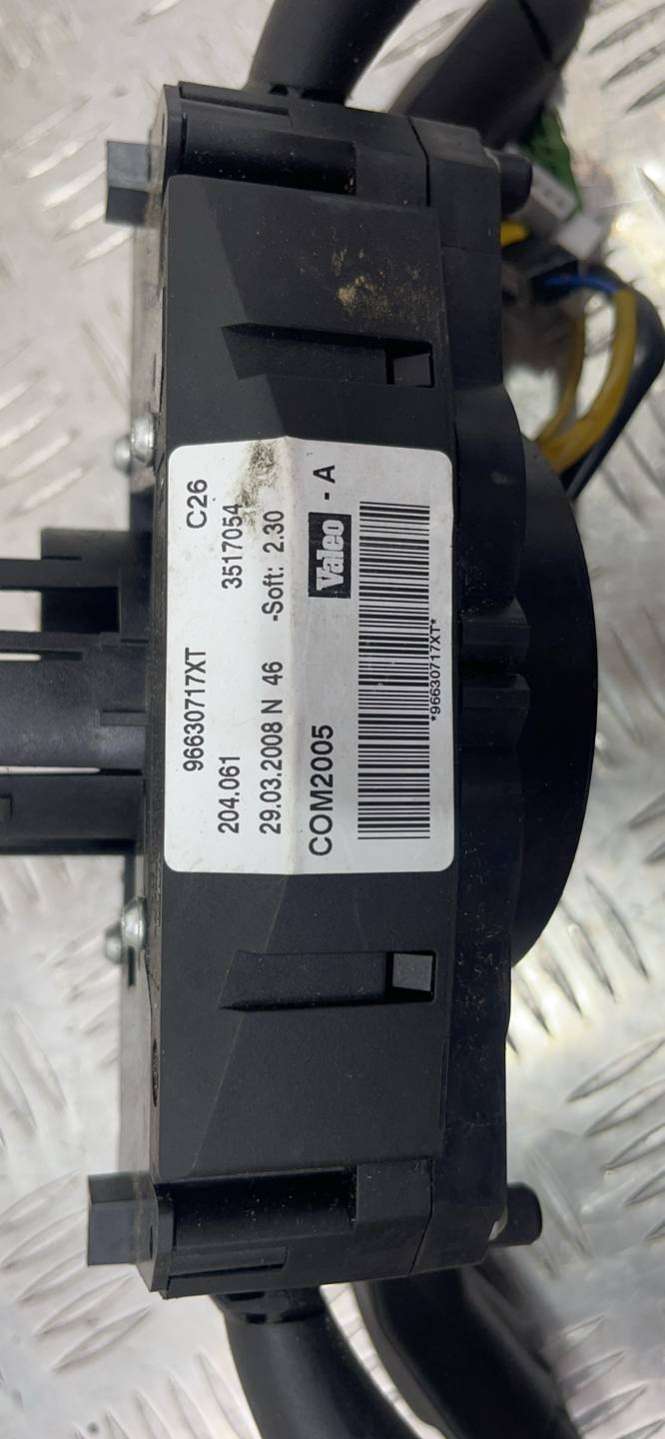 96630717XT C26
204.061 3517054
29.03.2008 N 46 -Soft: 2.30
COM2005 Valeo - A
*96630717XT*